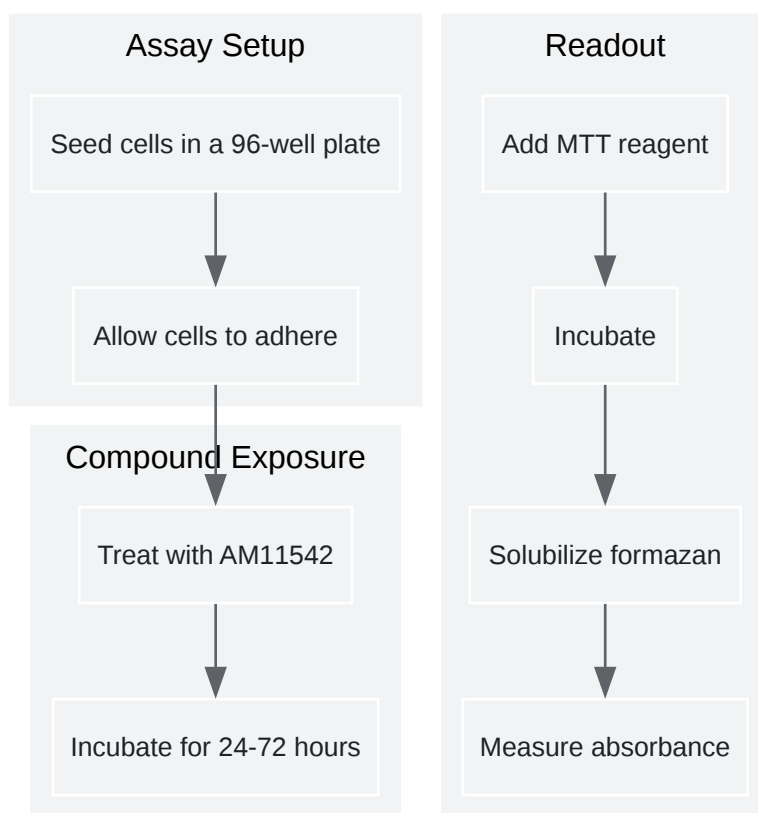 Assay Setup
Seed cells in a 96-well plate
Allow cells to adhere
Compound Exposure
Treat with AM11542
Incubate for 24-72 hours
Readout
Add MTT reagent
Incubate
Solubilize formazan
Measure absorbance